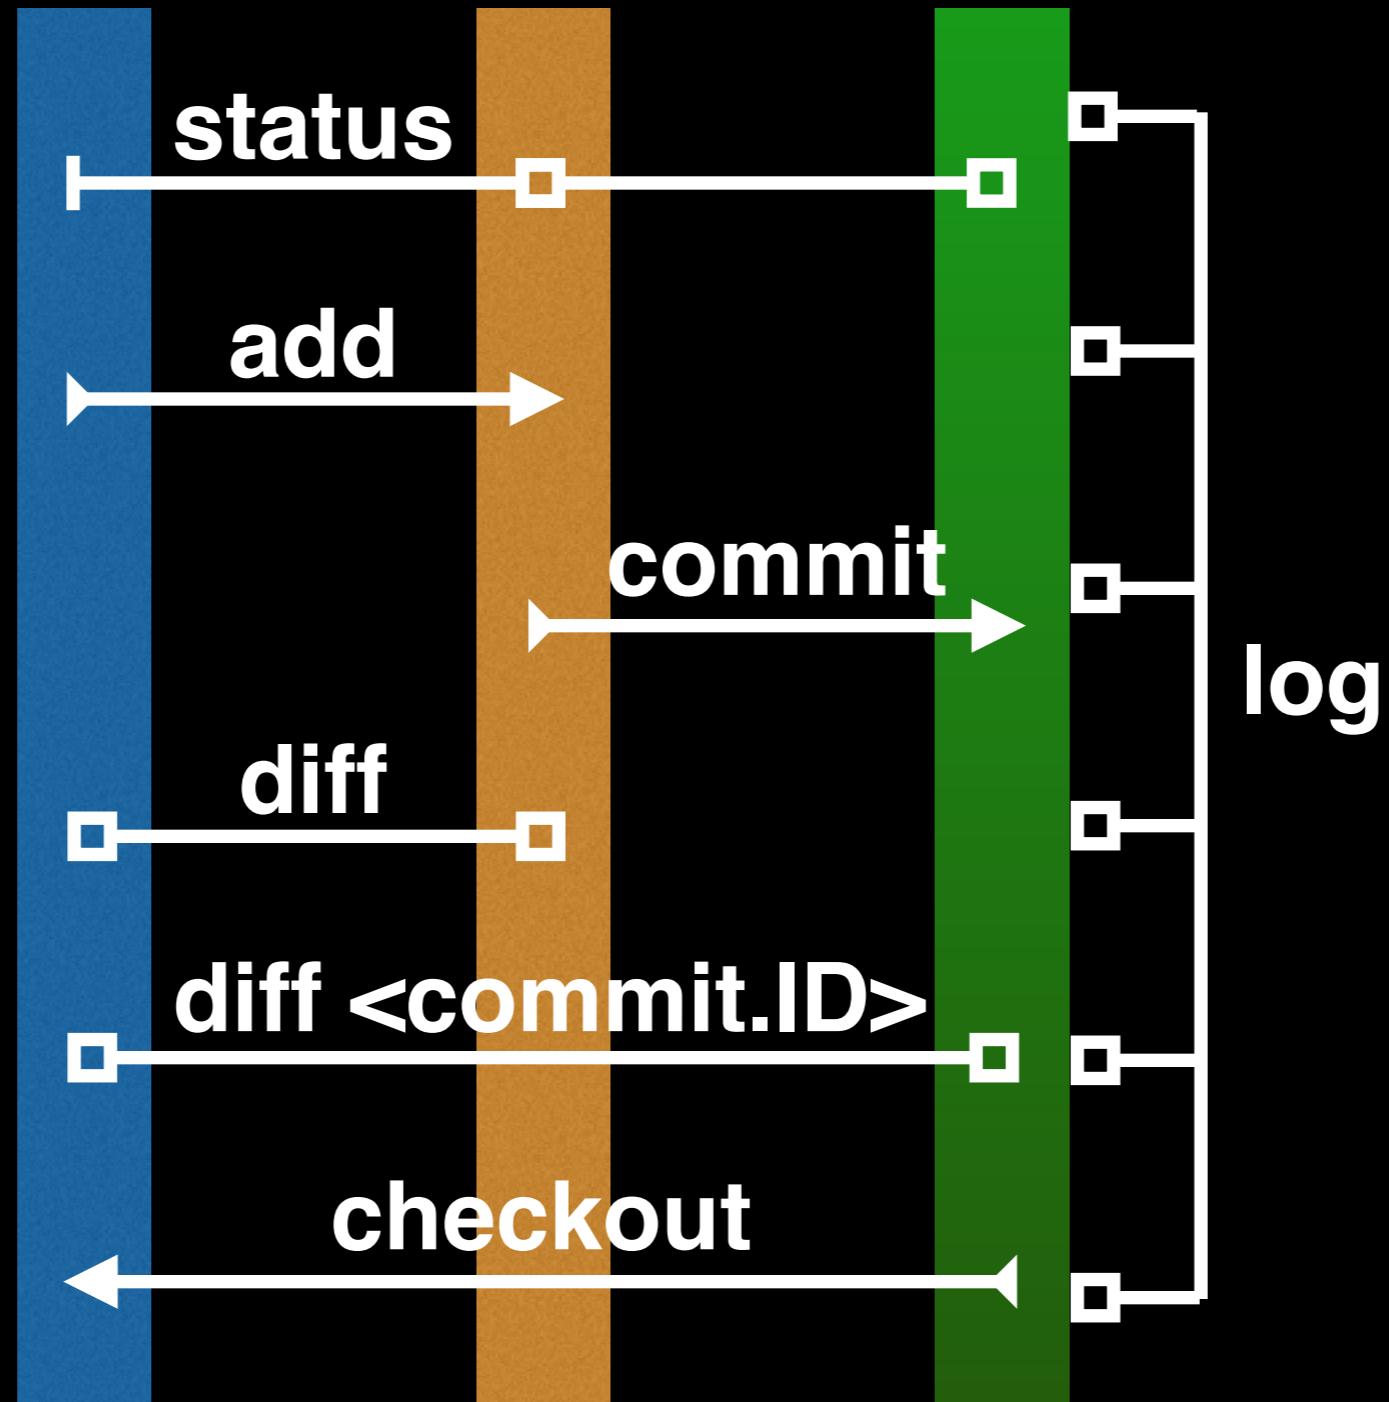 status
add
commit
log
diff
diff <commit.ID>
checkout